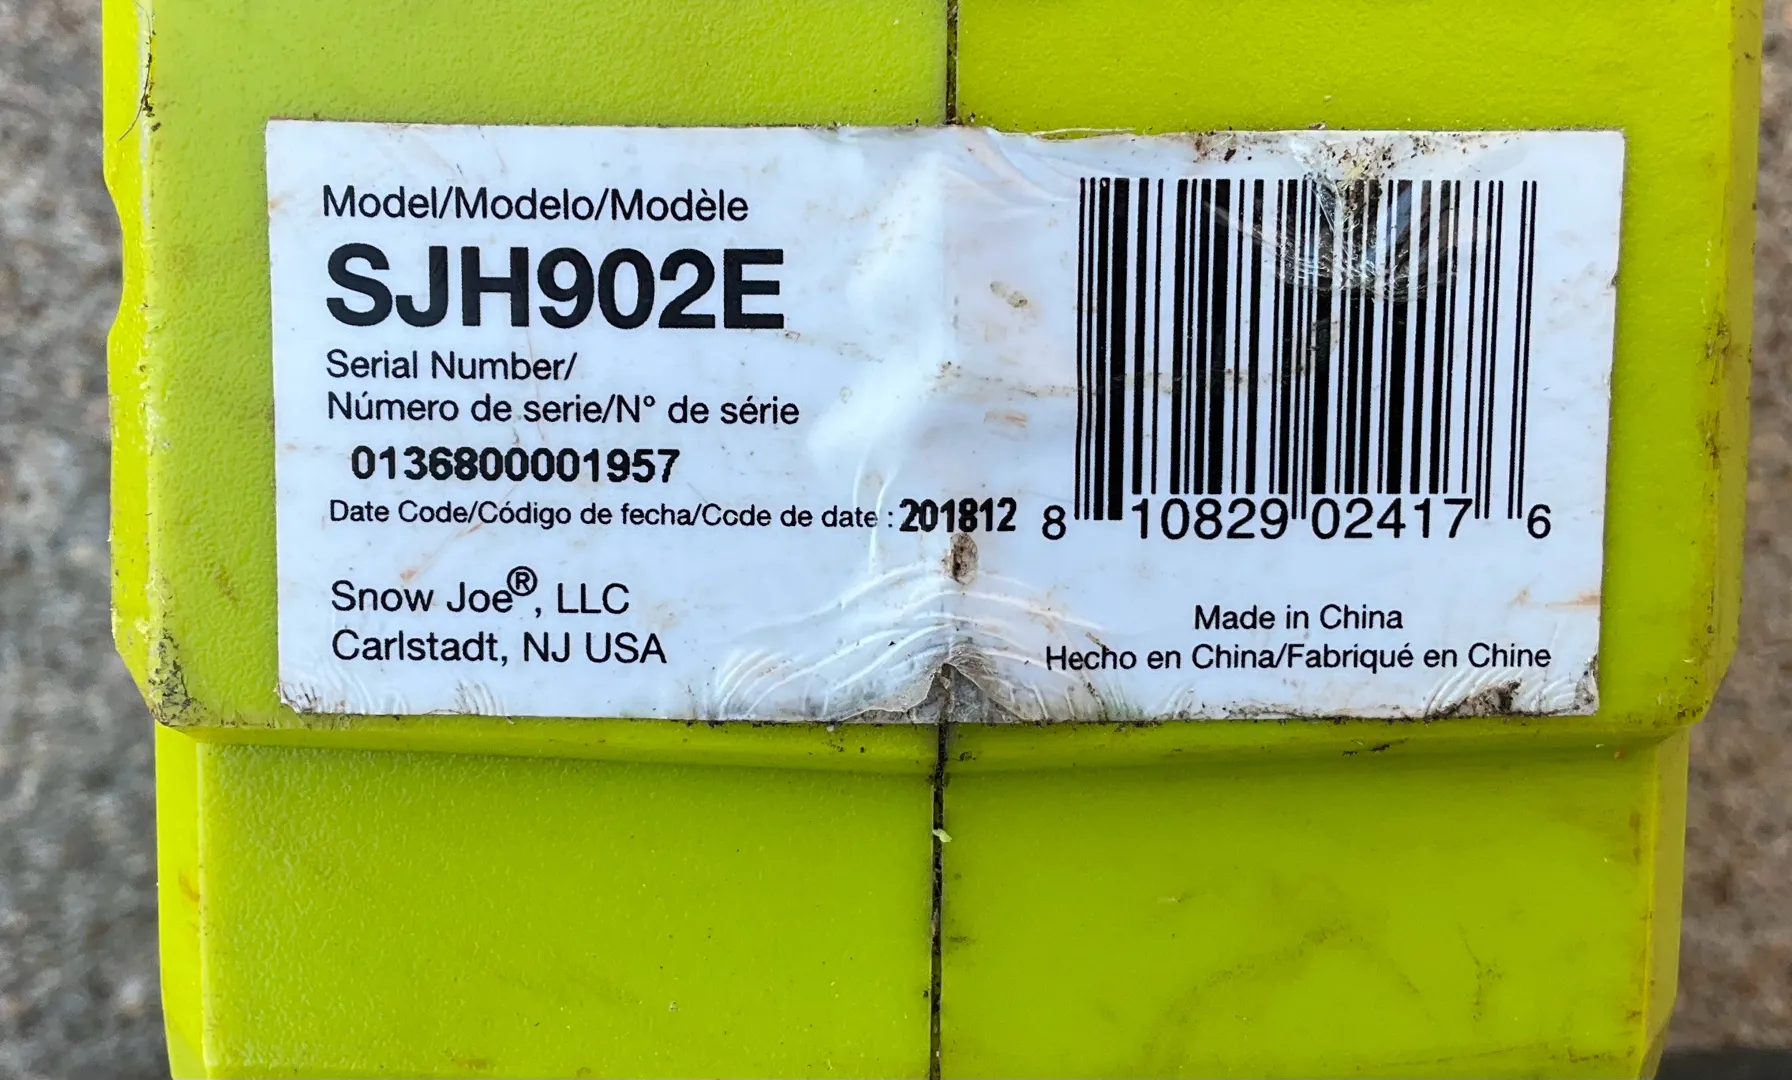 Model/Modelo/Modèle
SJH902E
Serial Number/
Número de serie/N° de série
0136800001957
Date Code/Código de fecha/Ccde de date : 201812
Snow Joe®, LLC
Carlstadt, NJ USA
8 10829 02417 6
Made in China
Hecho en China/Fabriqué en Chine